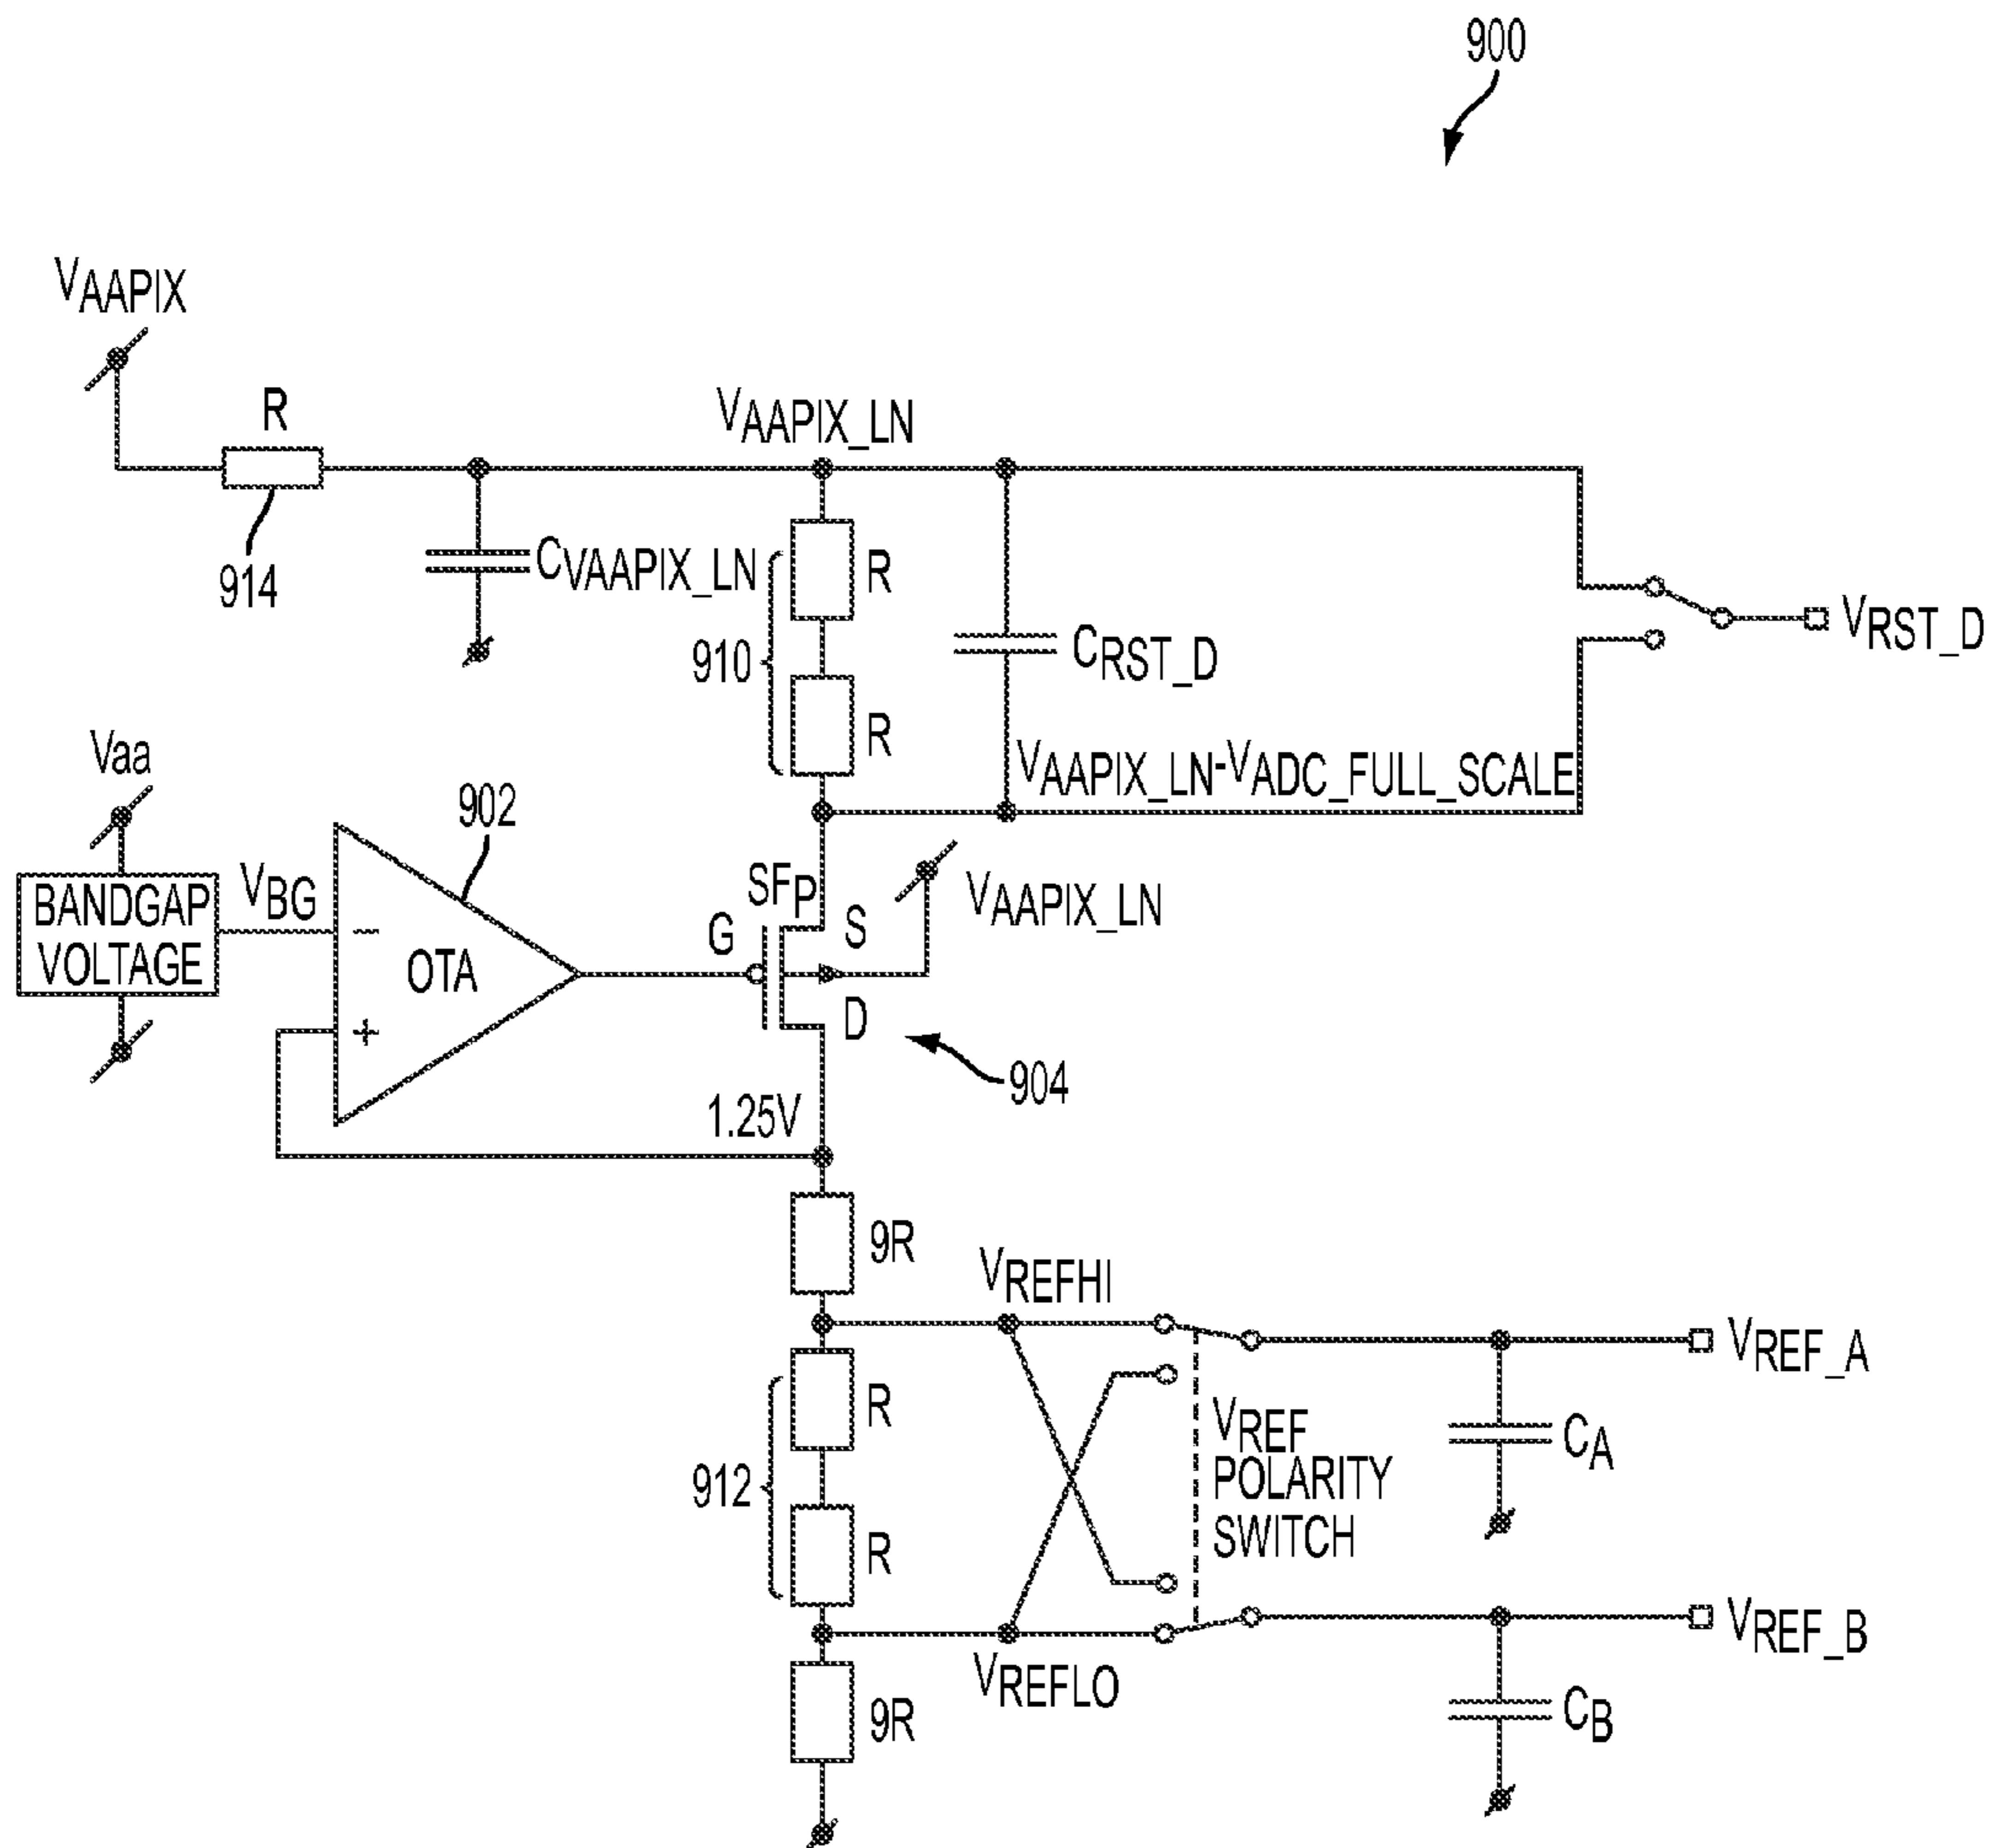 900
VAAPIX
R
914
VAAPIX_LN
CVAAPIX_LN
910
R
R
CRST_D
VRST_D
VAAPIX_LN-VADC_FULL_SCALE
Vaa
902
BANDGAP
VOLTAGE
VBG
-
+
OTA
SFP
G
S
D
VAAPIX_LN
904
1.25V
9R
VREFHI
912
R
R
VREF
POLARITY
SWITCH
VREF_A
CA
VREFLO
VREF_B
9R
CB